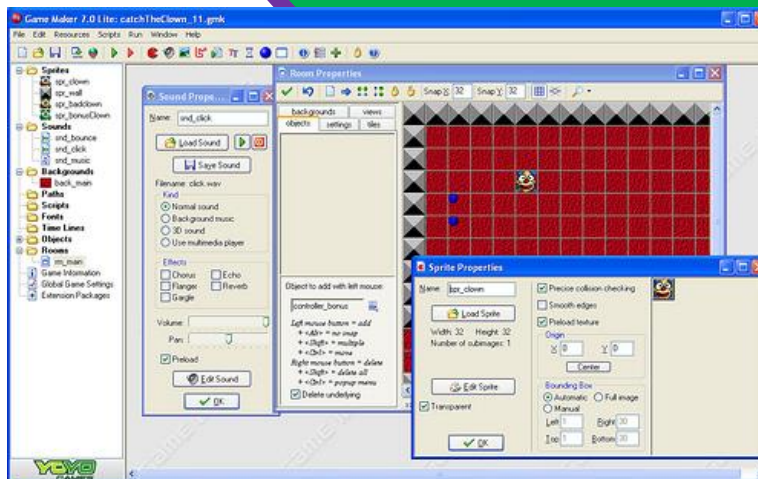 Game Maker 7.0 Lite: catchTheClown_11.gmk
File Edit Resources Scripts Run Window Help
Sprites
spr_clown
spr_wall
spr_badclown
spr_bonusClown
Sounds
snd_bounce
snd_click
snd_music
Backgrounds
back_main
Paths
Scripts
Fonts
Time Lines
Objects
Rooms
rm_main
Game Information
Global Game Settings
Extension Packages
YOYO
GAMES
Sound Prope...
Name: snd_click
Load Sound
Save Sound
Filename: click.wav
Kind
Normal sound
Background music
3D sound
Use multimedia player
Effects
Chorus Echo
Flanger Reverb
Gargle
Volume:
Pan:
Preload
Edit Sound
OK
Room Properties
Snap X: 32 Snap Y: 32
backgrounds views
objects settings tiles
Object to add with left mouse:
controller_bonus
Left mouse button = add
+ <Alt> = no snap
+ <Shift> = multiple
+ <Ctrl> = move
Right mouse button = delete
+ <Shift> = delete all
+ <Ctrl> = popup menu
Delete underlying
Sprite Properties
Name: spr_clown
Load Sprite
Width: 32 Height: 32
Number of subimages: 1
Edit Sprite
Transparent
OK
Precise collision checking
Smooth edges
Preload texture
Origin
X 0 Y 0
Center
Bounding Box
Automatic Full image
Manual
Left 1 Right 30
Top 1 Bottom 30